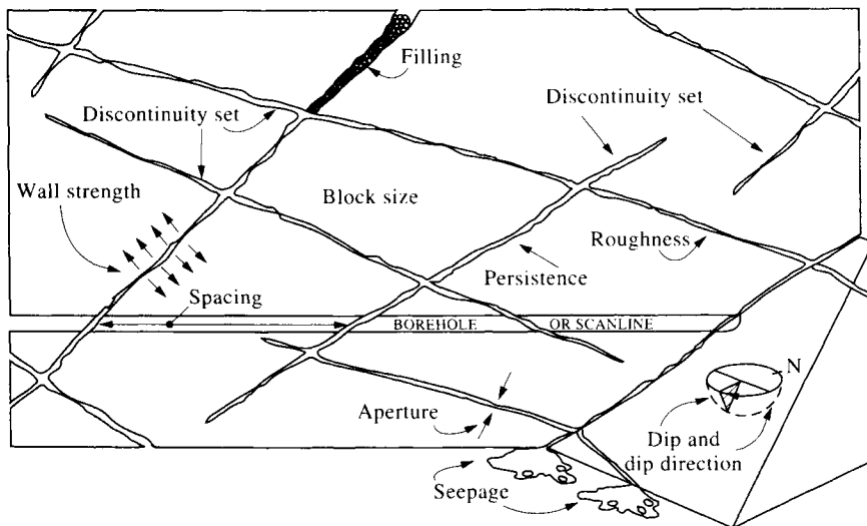 Filling
Discontinuity set
Discontinuity set
Wall strength
Block size
Roughness
Persistence
Spacing
BOREHOLE OR SCANLINE
N
Aperture
Dip and
dip direction
Seepage